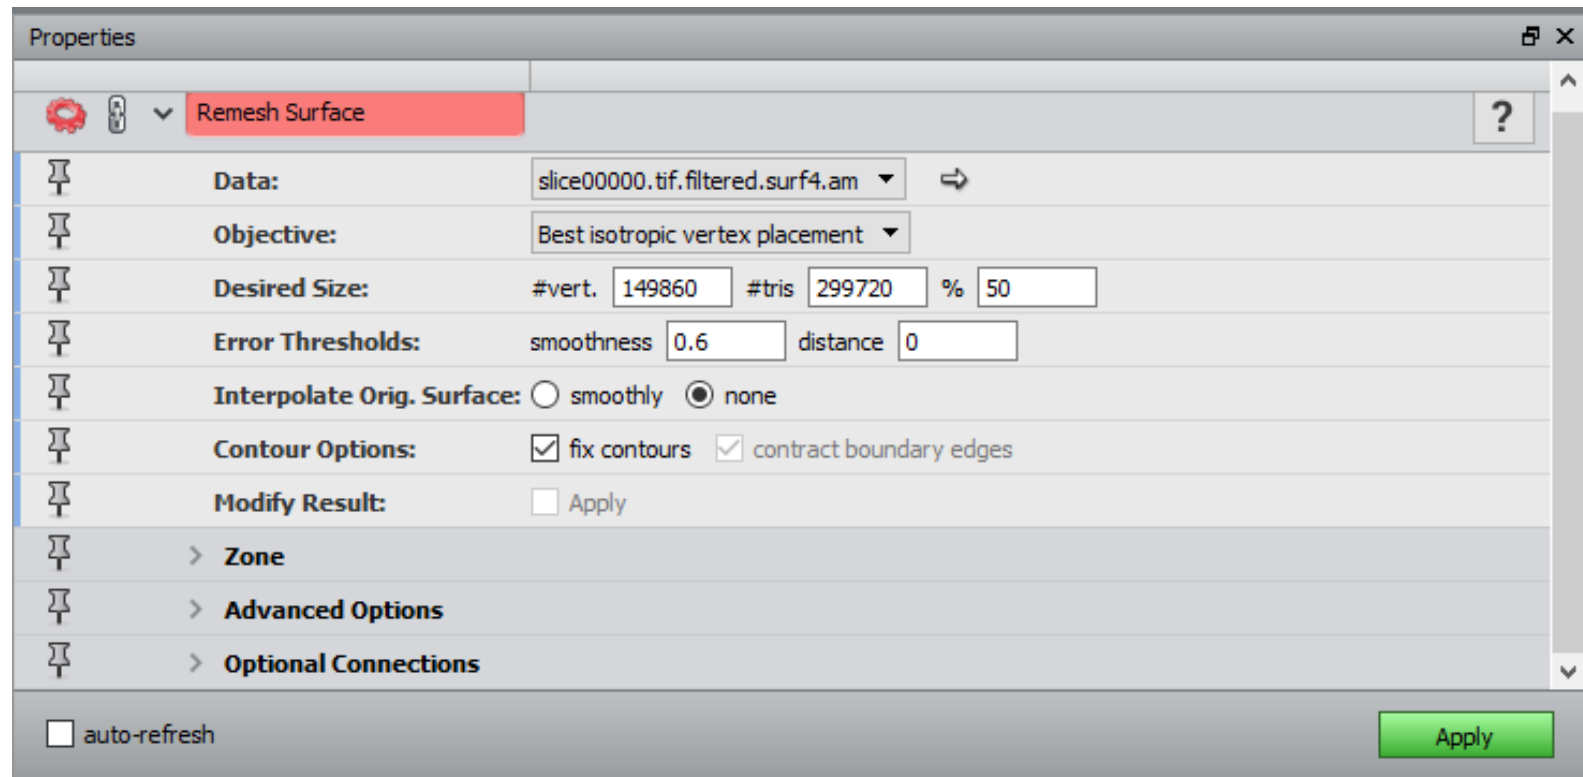 Properties
Remesh Surface ?
Data: slice00000.tif.filtered.surf4.am
Objective: Best isotropic vertex placement
Desired Size: #vert. 149860 #tris 299720 % 50
Error Thresholds: smoothness 0.6 distance 0
Interpolate Orig. Surface: smoothly none
Contour Options: fix contours contract boundary edges
Modify Result: Apply
Zone
Advanced Options
Optional Connections
auto-refresh Apply